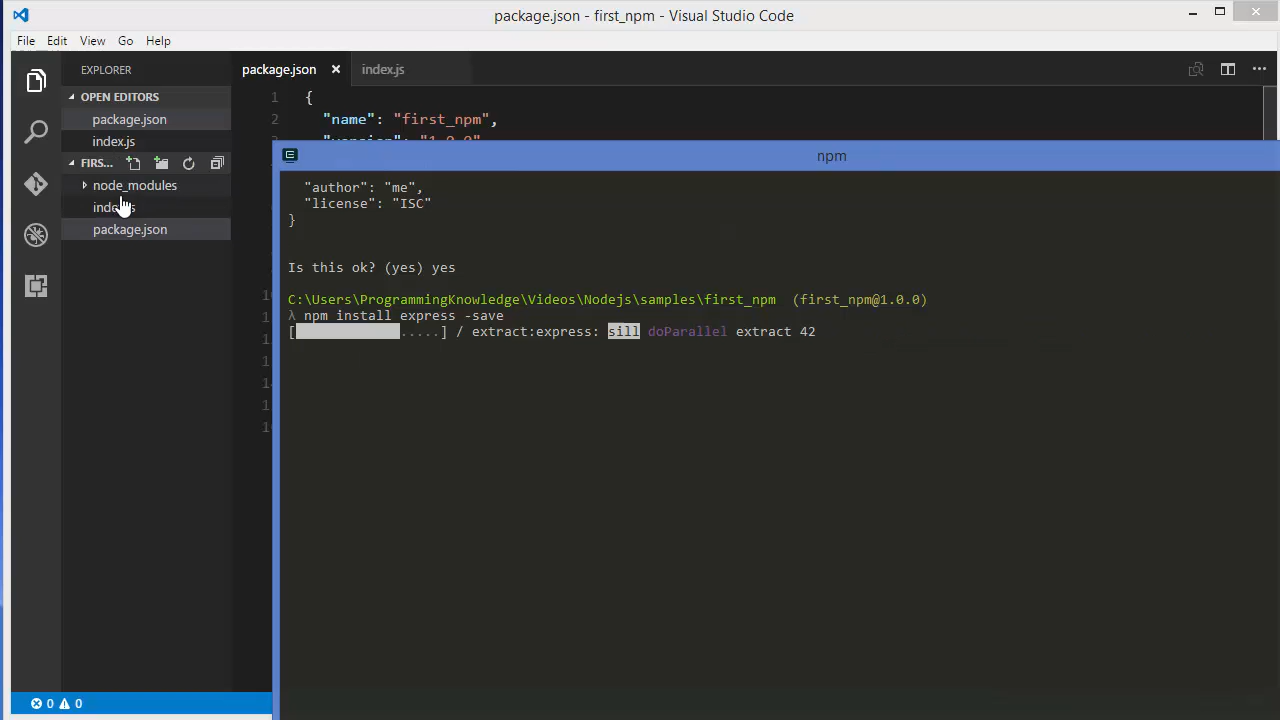 package.json - first_npm - Visual Studio Code
File Edit View Go Help
EXPLORER
package.json
index.js
OPEN EDITORS
package.json
index.js
FIRS...
node_modules
package.json
1 {
2 "name": "first_npm",
npm
"author": "me",
"license": "ISC"
}
Is this ok? (yes) yes
C:\Users\ProgrammingKnowledge\Videos\Nodejs\samples\first_npm (first_npm@1.0.0)
λ npm install express -save
[.....] / extract:express: sill doParallel extract 42
0 0